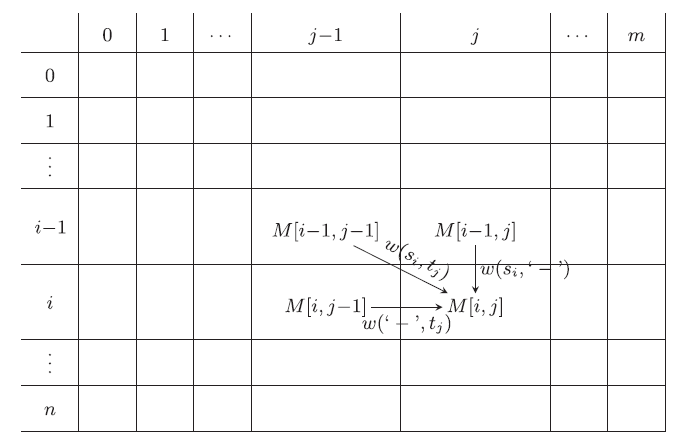 0 1 ⋯ j−1 j ⋯ m
0
1
⋮
i−1 M[i−1, j−1] M[i−1, j]
w(s_i, t_j)
w(s_i, ‘ − ’)
i M[i, j−1] M[i, j]
w(‘ − ’, t_j)
⋮
n